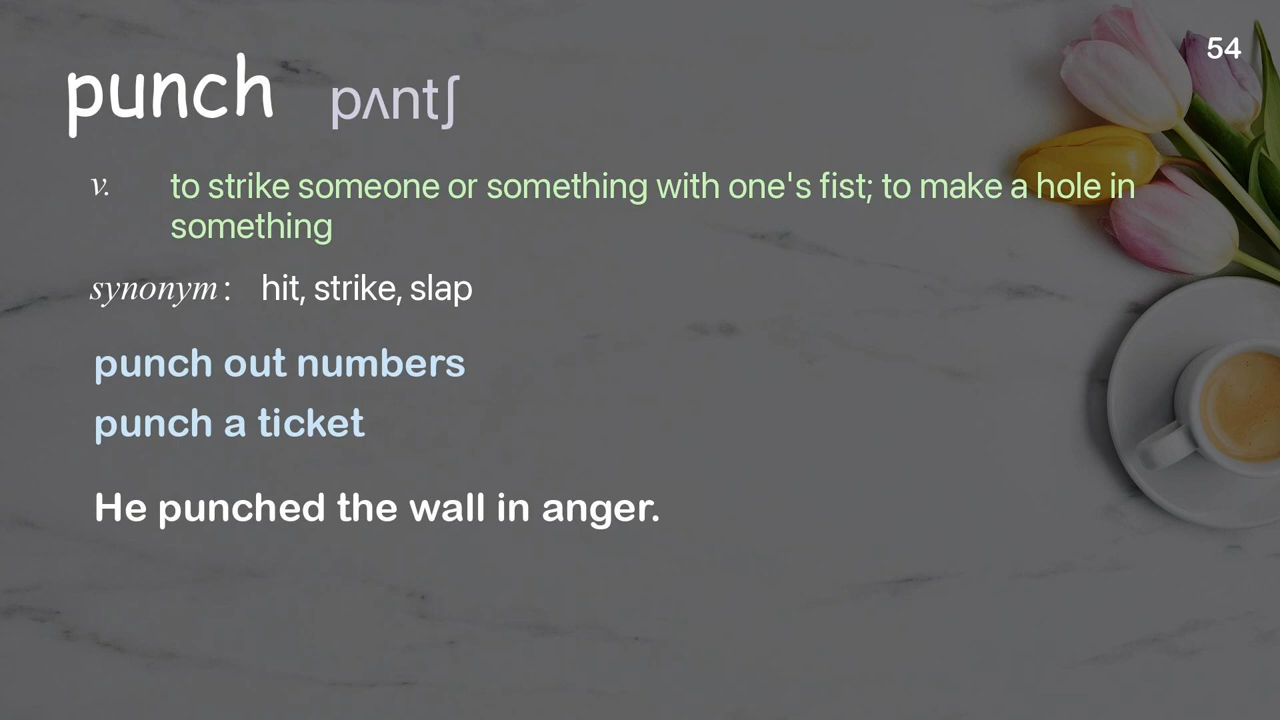 54
punch pʌntʃ
v. to strike someone or something with one's fist; to make a hole in
something
synonym: hit, strike, slap
punch out numbers
punch a ticket
He punched the wall in anger.